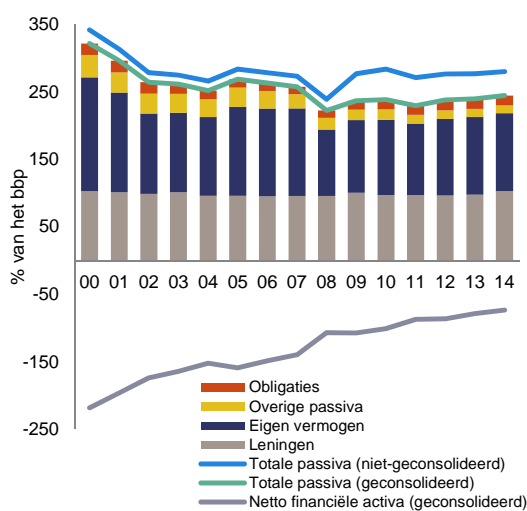 % van het bbp
350
250
150
50
-50
-150
-250
00 01 02 03 04 05 06 07 08 09 10 11 12 13 14
Obligaties
Overige passiva
Eigen vermogen
Leningen
Totale passiva (niet-geconsolideerd)
Totale passiva (geconsolideerd)
Netto financiële activa (geconsolideerd)